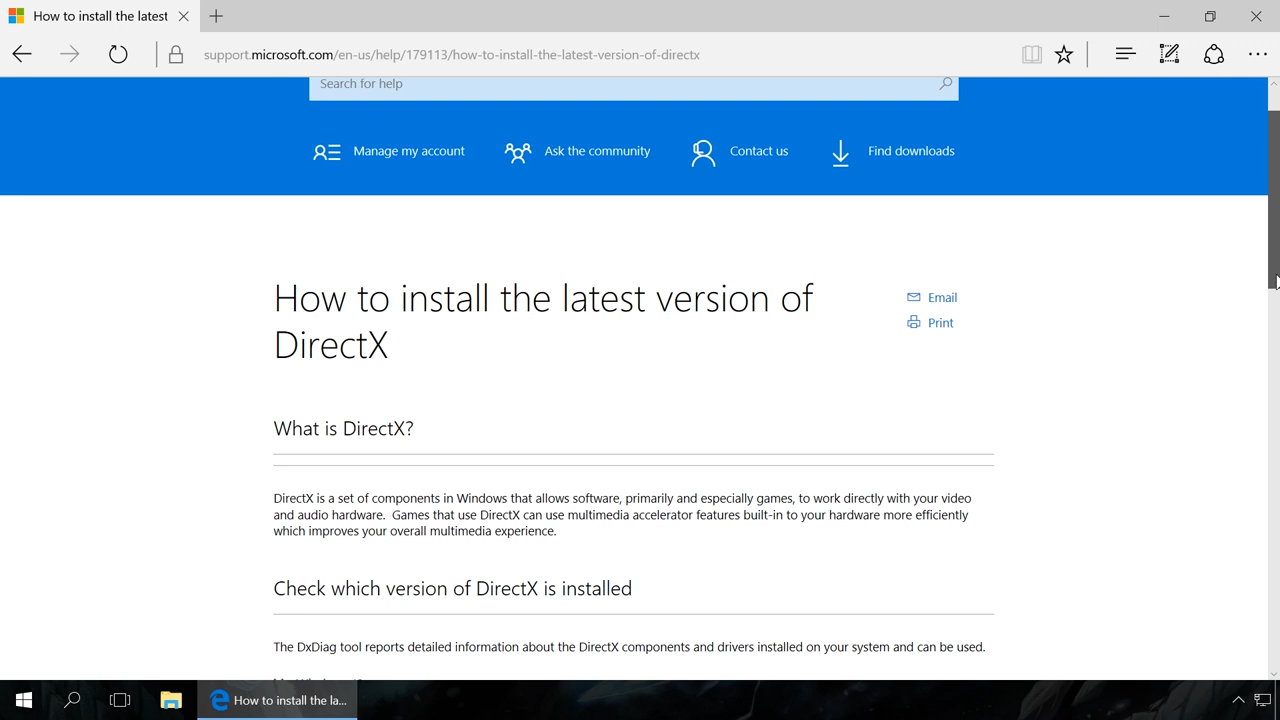 How to install the latest
support.microsoft.com/en-us/help/179113/how-to-install-the-latest-version-of-directx
Search for help
Manage my account
Ask the community
Contact us
Find downloads
How to install the latest version of
DirectX
Email
Print
What is DirectX?
DirectX is a set of components in Windows that allows software, primarily and especially games, to work directly with your video
and audio hardware.  Games that use DirectX can use multimedia accelerator features built-in to your hardware more efficiently
which improves your overall multimedia experience.
Check which version of DirectX is installed
The DxDiag tool reports detailed information about the DirectX components and drivers installed on your system and can be used.
How to install the la...